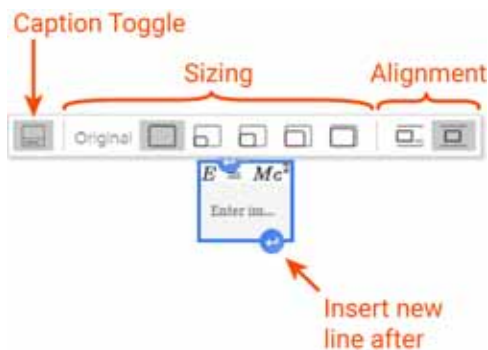 Caption Toggle
Sizing
Alignment
Original
E = Mc²
Enter im...
Insert new
line after